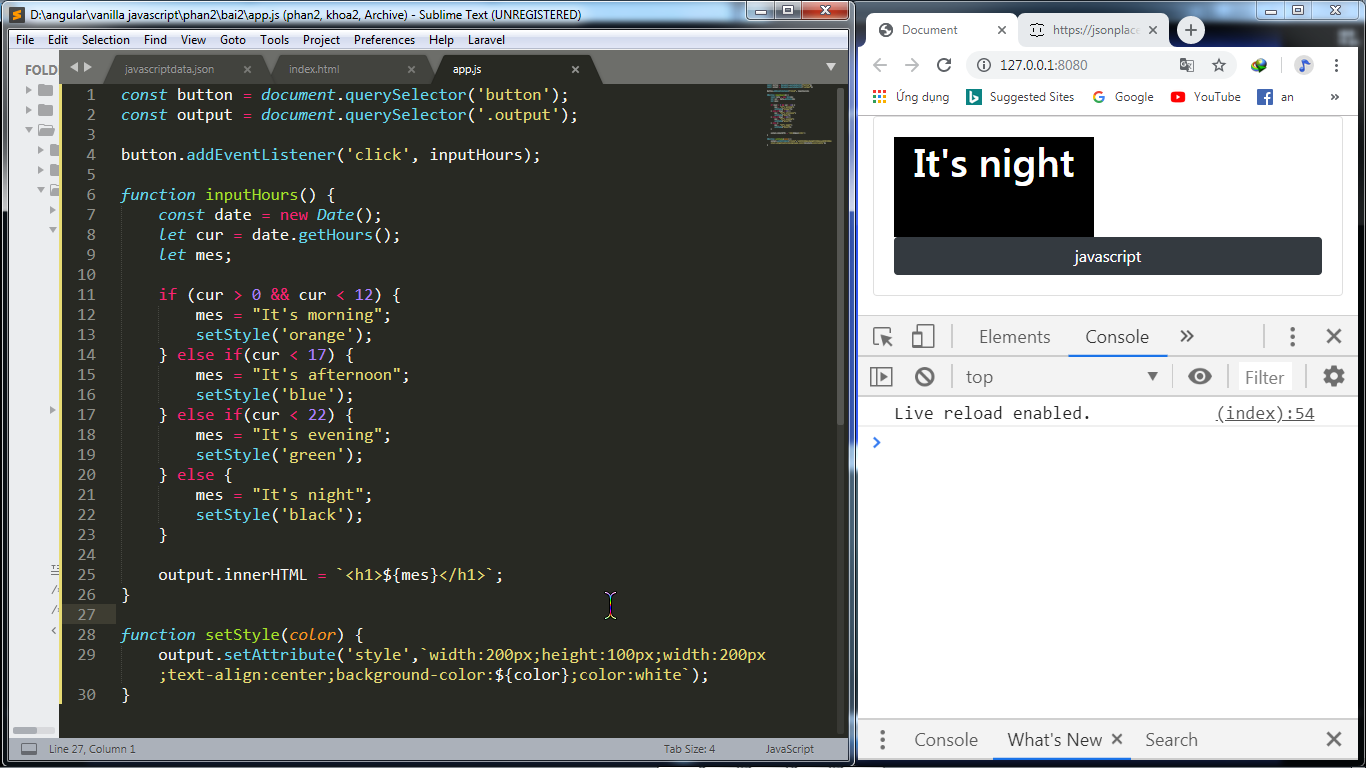 D:\angular\vanilla javascript\phan2\bai2\app.js (phan2, khoa2, Archive) - Sublime Text (UNREGISTERED)
File Edit Selection Find View Goto Tools Project Preferences Help Laravel
FOLD
javascriptdata.json index.html app.js
1 const button = document.querySelector('button');
2 const output = document.querySelector('.output');
3
4 button.addEventListener('click', inputHours);
5
6 function inputHours() {
7 const date = new Date();
8 let cur = date.getHours();
9 let mes;
10
11 if (cur > 0 && cur < 12) {
12 mes = "It's morning";
13 setStyle('orange');
14 } else if(cur < 17) {
15 mes = "It's afternoon";
16 setStyle('blue');
17 } else if(cur < 22) {
18 mes = "It's evening";
19 setStyle('green');
20 } else {
21 mes = "It's night";
22 setStyle('black');
23 }
24
25 output.innerHTML = `<h1>${mes}</h1>`;
26 }
27
28 function setStyle(color) {
29 output.setAttribute('style',`width:200px;height:100px;width:200px
;text-align:center;background-color:${color};color:white`);
30 }
Line 27, Column 1 Tab Size: 4 JavaScript
Document https://jsonplac
127.0.0.1:8080
Ứng dụng Suggested Sites Google YouTube an »
It's night
javascript
Elements Console »
top Filter
Live reload enabled. (index):54
>
Console What's New Search